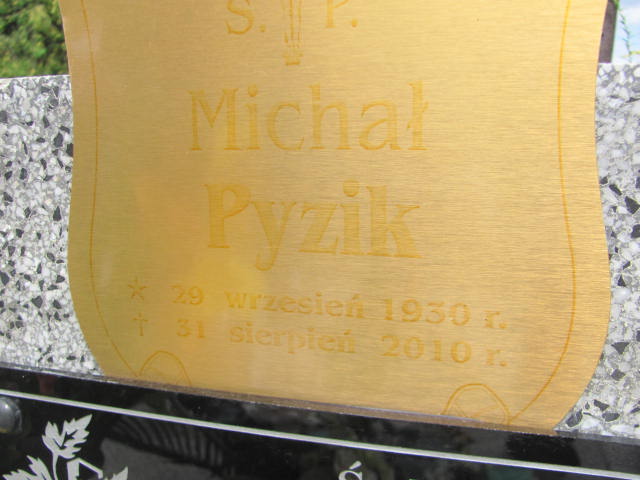 Ś. P.
Michał
Pyzik
* 29 wrzesień 1930 r.
† 31 sierpień 2010 r.
Ś